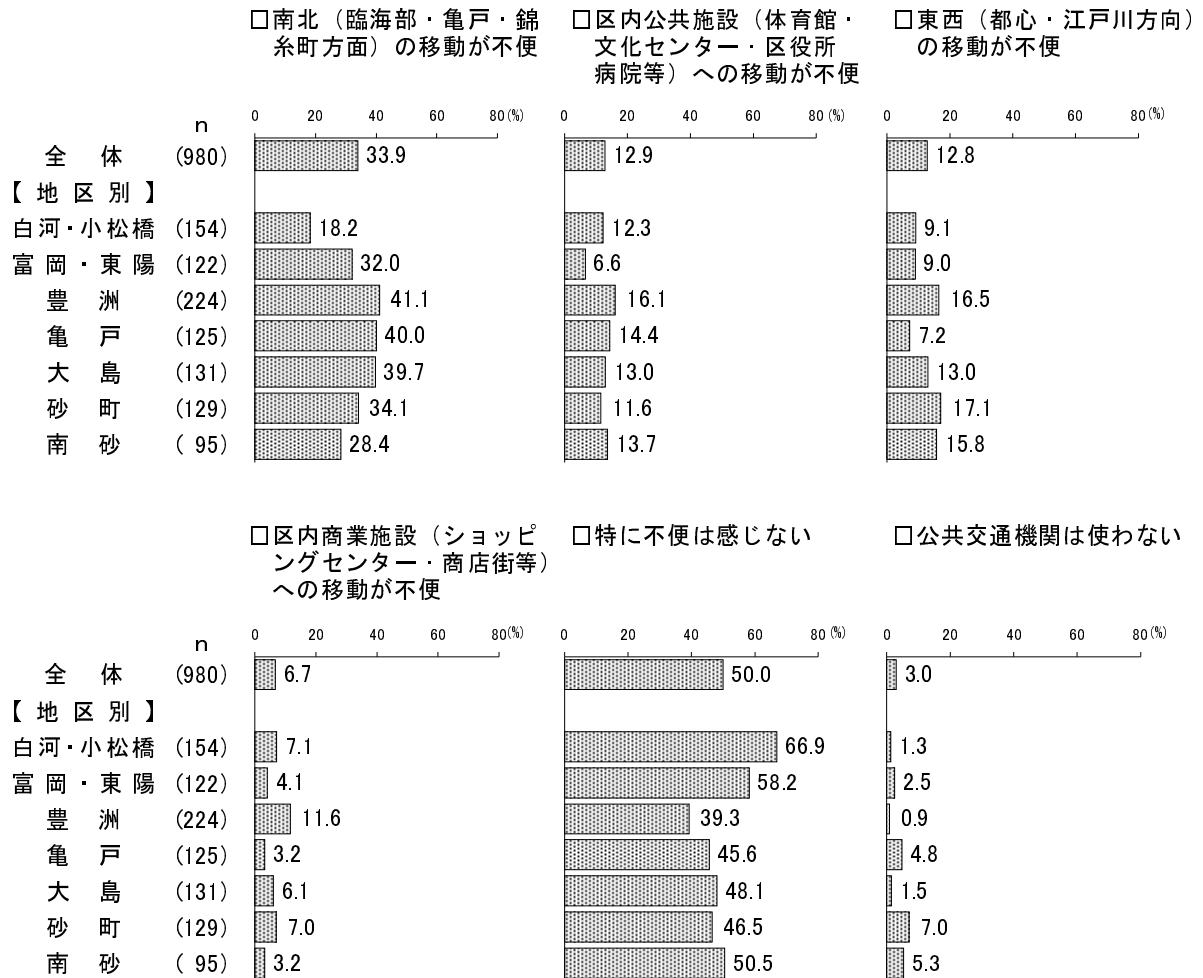 □南北（臨海部・亀戸・錦
糸町方面）の移動が不便
□区内公共施設（体育館・
文化センター・区役所
病院等）への移動が不便
□東西（都心・江戸川方向）
の移動が不便
n
0 20 40 60 80(%)
0 20 40 60 80(%)
0 20 40 60 80(%)
全体 (980) 33.9 12.9 12.8
【地区別】
白河・小松橋 (154) 18.2 12.3 9.1
富岡・東陽 (122) 32.0 6.6 9.0
豊洲 (224) 41.1 16.1 16.5
亀戸 (125) 40.0 14.4 7.2
大島 (131) 39.7 13.0 13.0
砂町 (129) 34.1 11.6 17.1
南砂 ( 95) 28.4 13.7 15.8
□区内商業施設（ショッピ
ングセンター・商店街等）
への移動が不便
□特に不便は感じない
□公共交通機関は使わない
n
0 20 40 60 80(%)
0 20 40 60 80(%)
0 20 40 60 80(%)
全体 (980) 6.7 50.0 3.0
【地区別】
白河・小松橋 (154) 7.1 66.9 1.3
富岡・東陽 (122) 4.1 58.2 2.5
豊洲 (224) 11.6 39.3 0.9
亀戸 (125) 3.2 45.6 4.8
大島 (131) 6.1 48.1 1.5
砂町 (129) 7.0 46.5 7.0
南砂 ( 95) 3.2 50.5 5.3